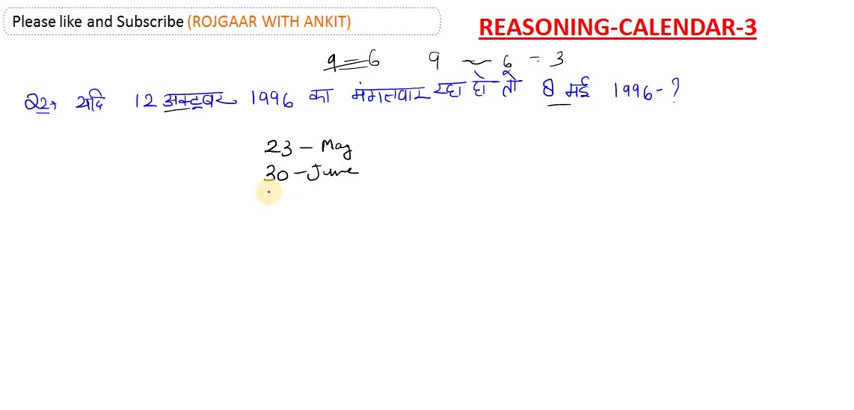 Please like and Subscribe (ROJGAAR WITH ANKIT)
REASONING-CALENDAR-3
9 = 6 9 ~ 6 = 3
Q2, यदि 12 अक्टूबर 1996 का मंगलवार रहा हो तो 8 मई 1996 - ?
23 - May
30 - June